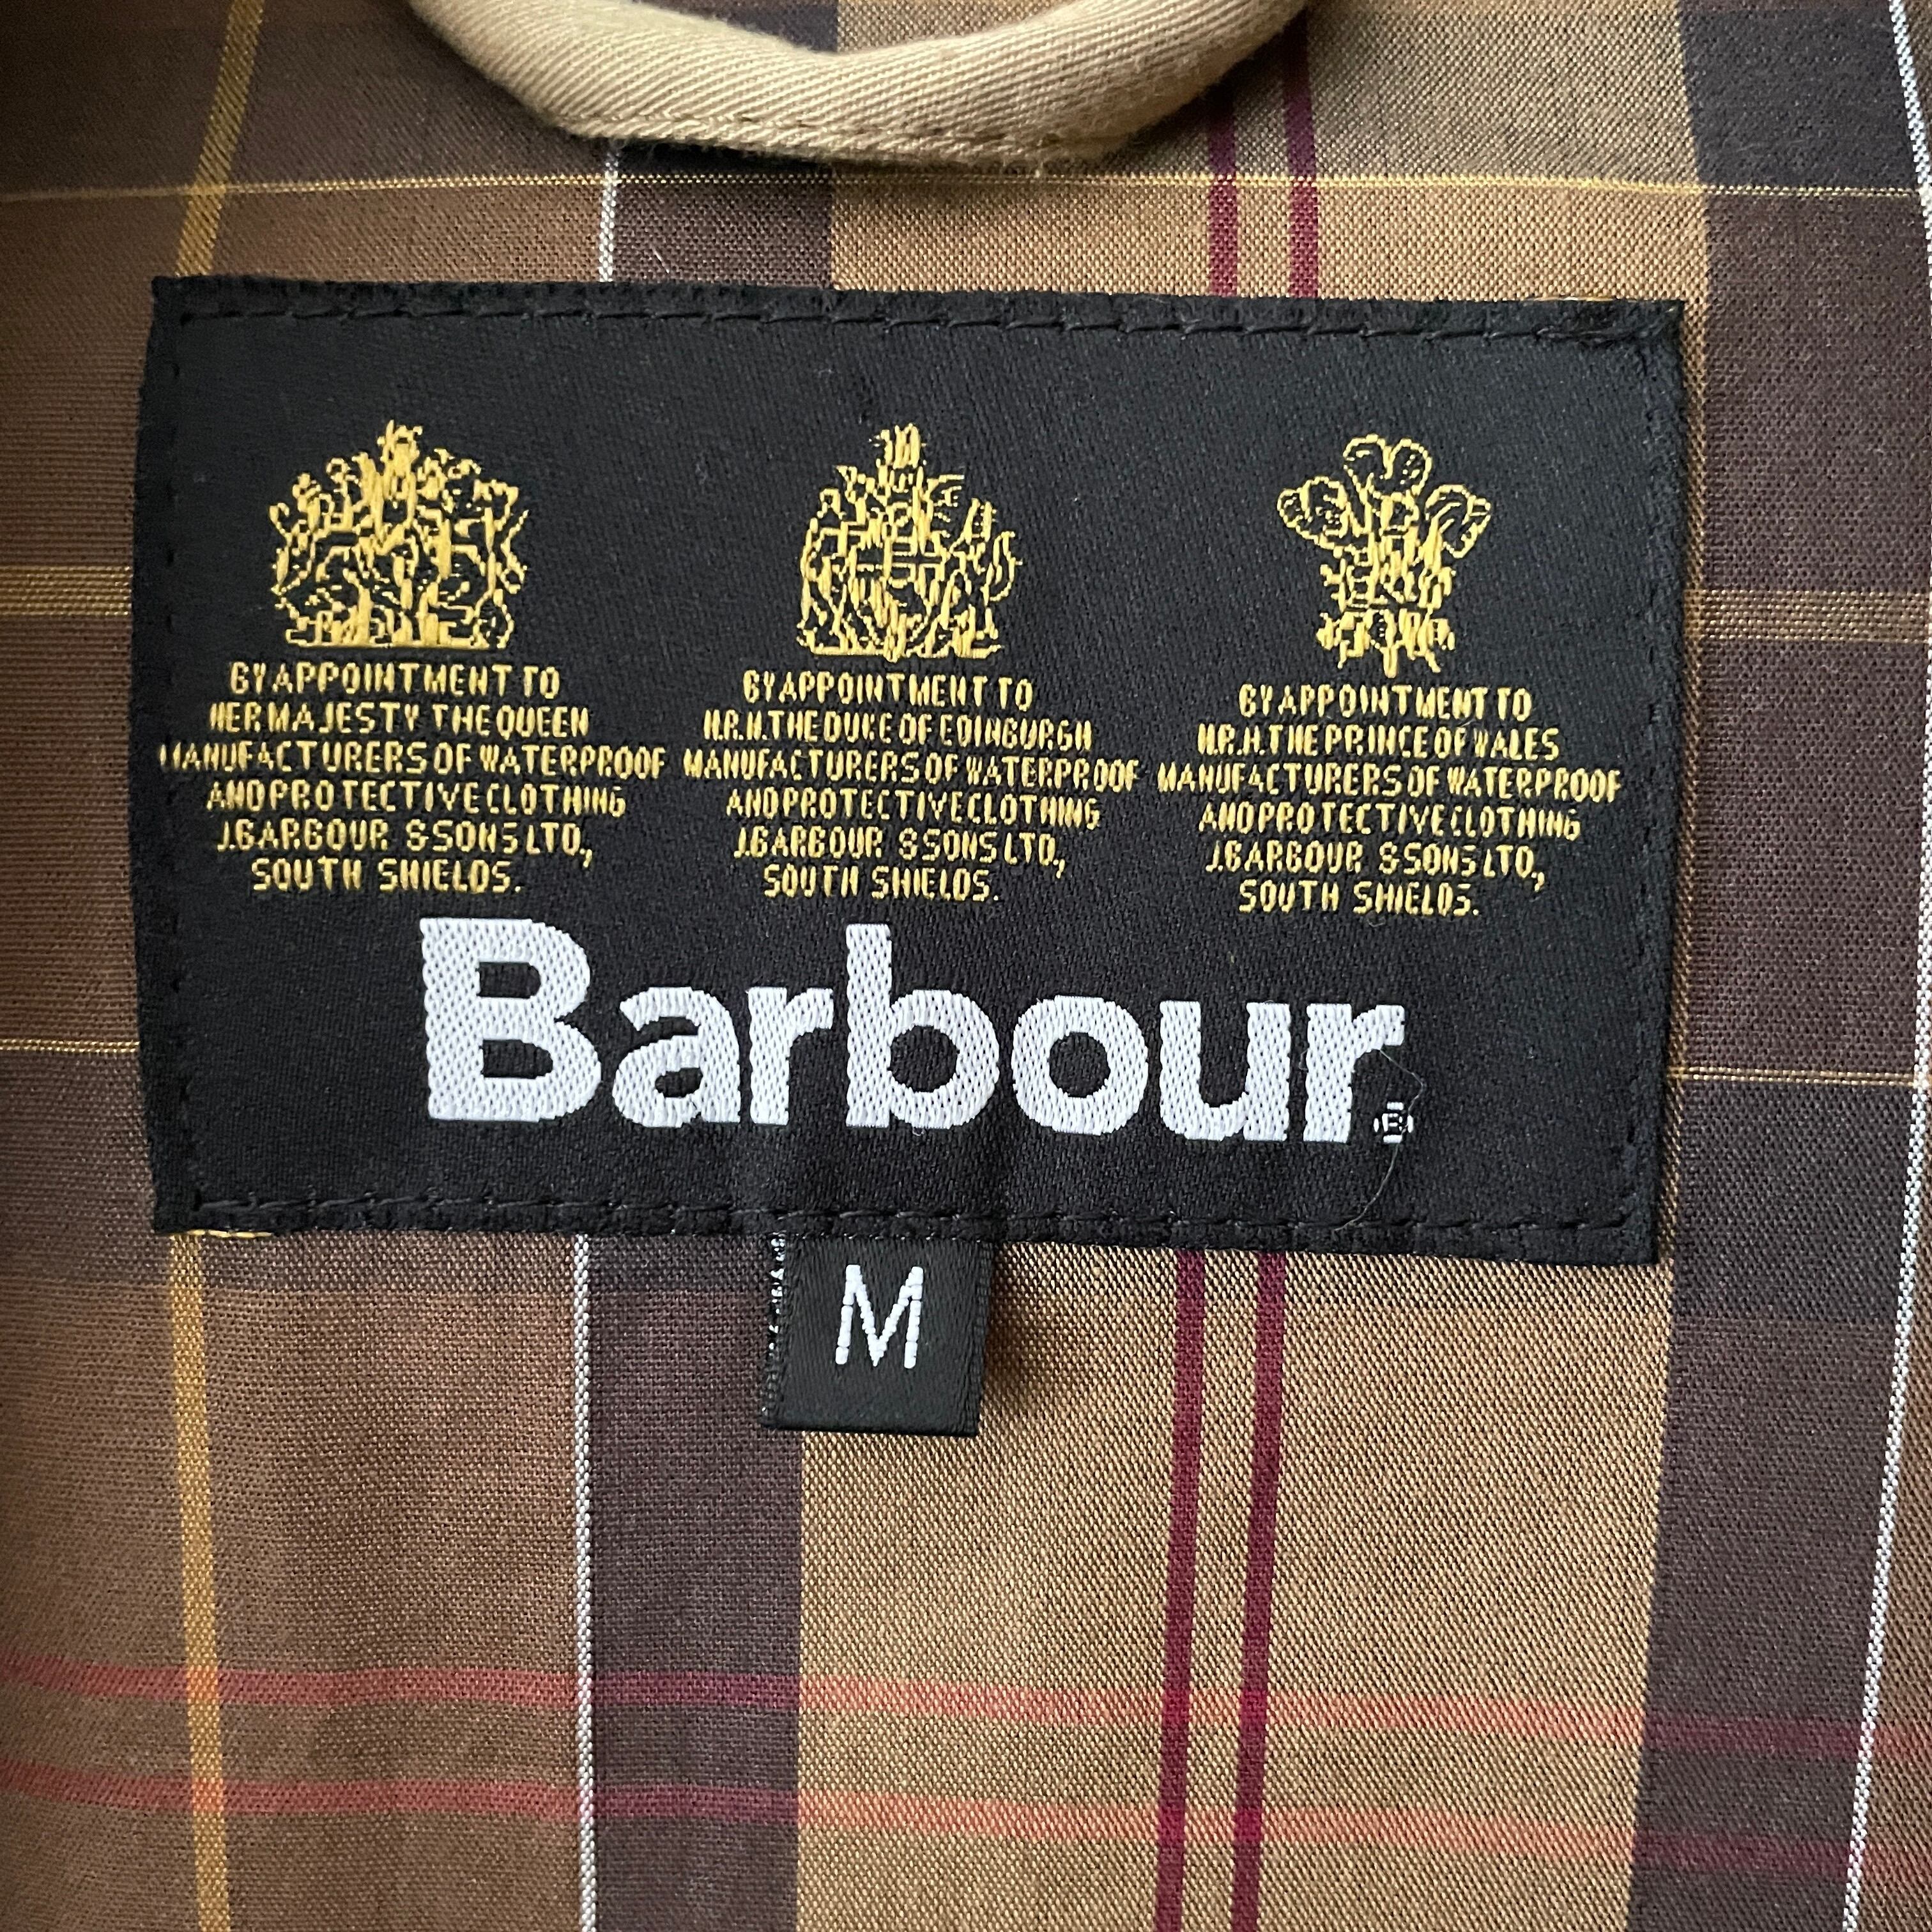 BY APPOINTMENT TO
HER MAJESTY THE QUEEN
MANUFACTURERS OF WATERPROOF
AND PROTECTIVE CLOTHING
J.BARBOUR & SONS LTD,
SOUTH SHIELDS.
BY APPOINTMENT TO
H.R.H. THE DUKE OF EDINBURGH
MANUFACTURERS OF WATERPROOF
AND PROTECTIVE CLOTHING
J.BARBOUR & SONS LTD,
SOUTH SHIELDS.
BY APPOINTMENT TO
H.R.H. THE PRINCE OF WALES
MANUFACTURERS OF WATERPROOF
AND PROTECTIVE CLOTHING
J.BARBOUR & SONS LTD,
SOUTH SHIELDS.
Barbour®
M